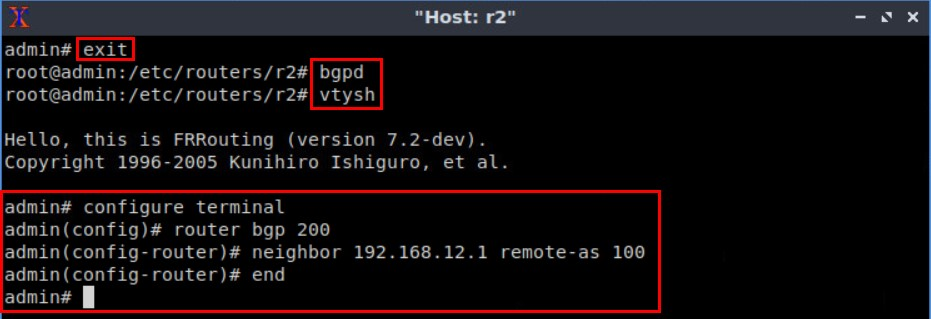 "Host: r2"
admin# exit
root@admin:/etc/routers/r2# bgpd
root@admin:/etc/routers/r2# vtysh
Hello, this is FRRouting (version 7.2-dev).
Copyright 1996-2005 Kunihiro Ishiguro, et al.
admin# configure terminal
admin(config)# router bgp 200
admin(config-router)# neighbor 192.168.12.1 remote-as 100
admin(config-router)# end
admin#